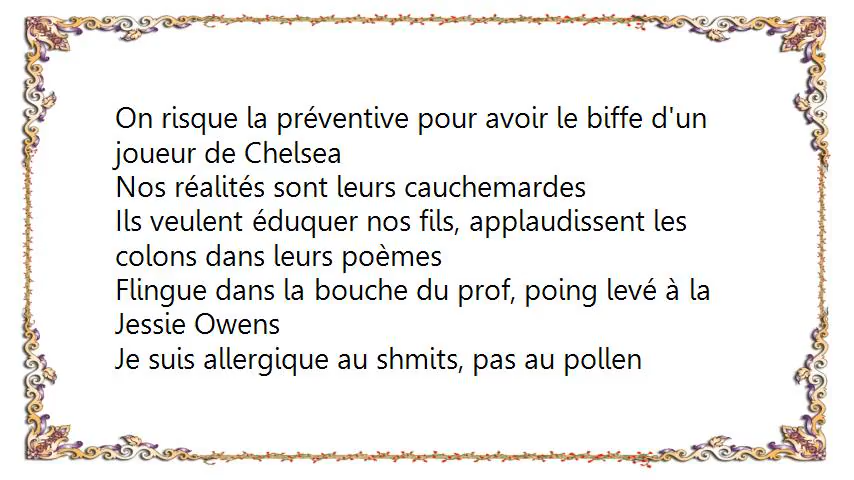 On risque la préventive pour avoir le biffe d'un
joueur de Chelsea
Nos réalités sont leurs cauchemardes
Ils veulent éduquer nos fils, applaudissent les
colons dans leurs poèmes
Flingue dans la bouche du prof, poing levé à la
Jessie Owens
Je suis allergique au shmits, pas au pollen